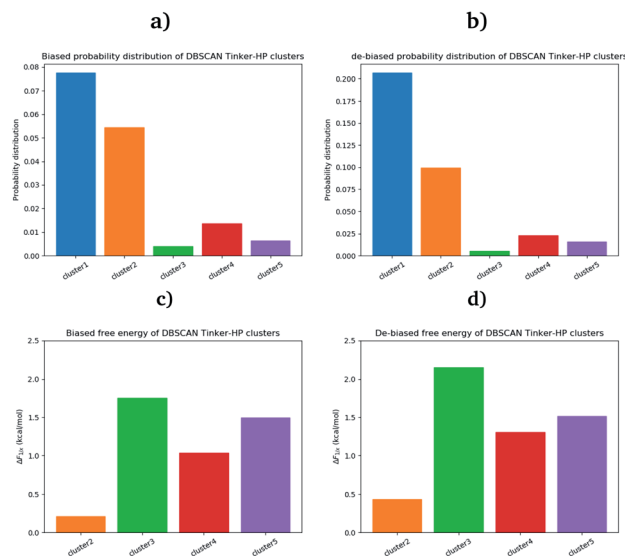 a)
b)
Biased probability distribution of DBSCAN Tinker-HP clusters
de-biased probability distribution of DBSCAN Tinker-HP clusters
Probability distribution
0.08
0.07
0.06
0.05
0.04
0.03
0.02
0.01
0.00
cluster1
cluster2
cluster3
cluster4
cluster5
Probability distribution
0.200
0.175
0.150
0.125
0.100
0.075
0.050
0.025
0.000
cluster1
cluster2
cluster3
cluster4
cluster5
c)
d)
Biased free energy of DBSCAN Tinker-HP clusters
De-biased free energy of DBSCAN Tinker-HP clusters
ΔF1ix (kcal/mol)
2.5
2.0
1.5
1.0
0.5
0.0
cluster2
cluster3
cluster4
cluster5
ΔF1ix (kcal/mol)
2.5
2.0
1.5
1.0
0.5
0.0
cluster2
cluster3
cluster4
cluster5